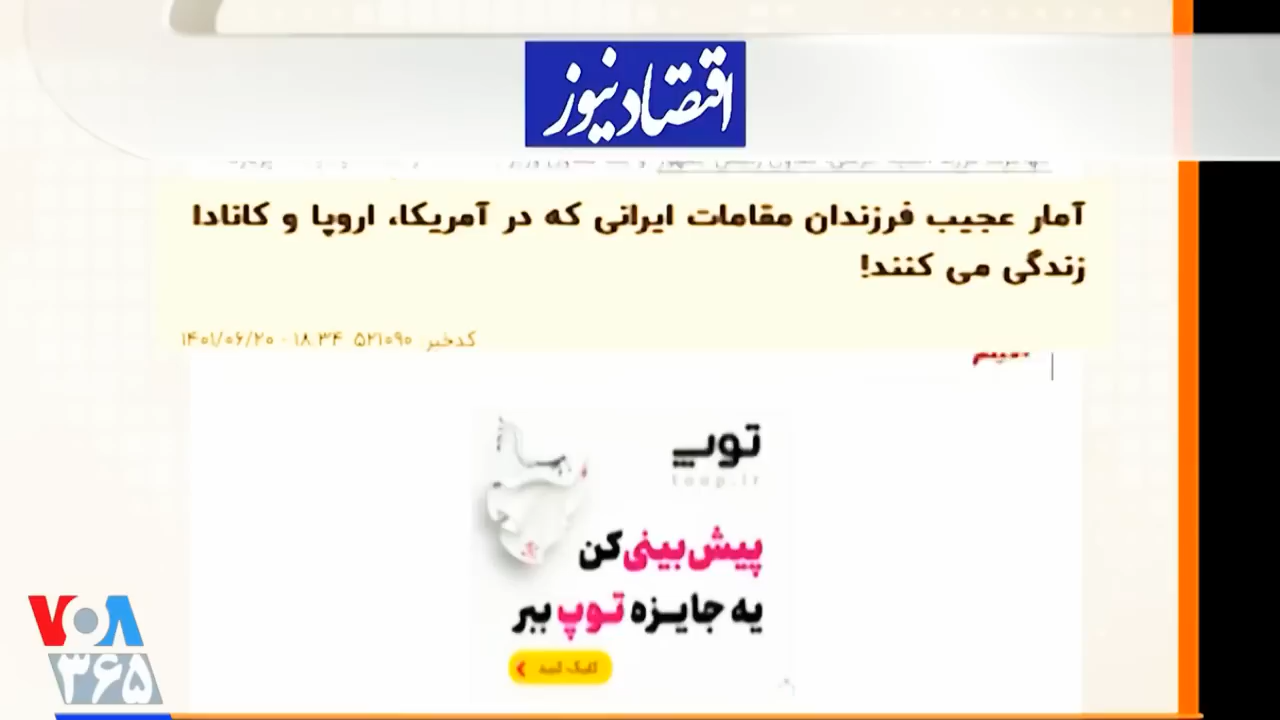 اقتصادنیوز
آمار عجیب فرزندان مقامات ایرانی که در آمریکا، اروپا و کانادا
زندگی می کنند!
کدخبر ۵۲۱۰۹۰ ۱۸:۳۴ - ۱۴۰۱/۰۶/۲۰
توپ
toop.ir
پیش‌بینی کن
یه جایزه توپ ببر
کلیک کنید
VOA
۳۶۵